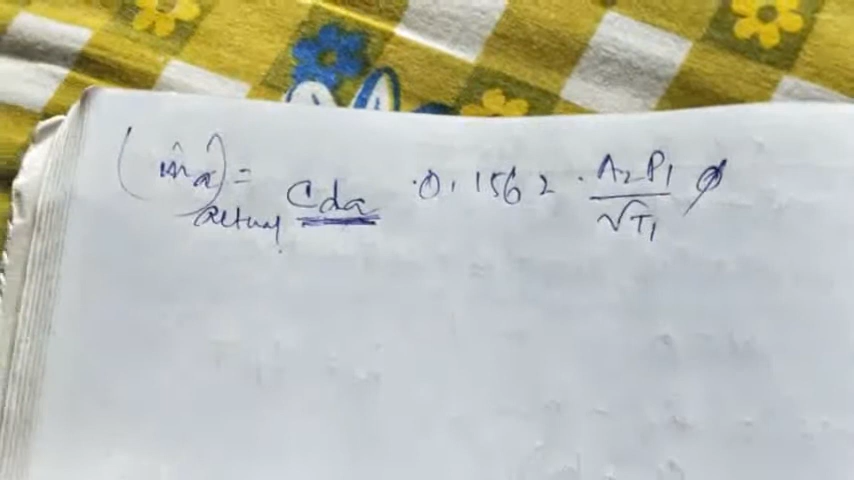 (ṁa)actual = Cda · 0.1562 · A₂P₁/√T₁ φ